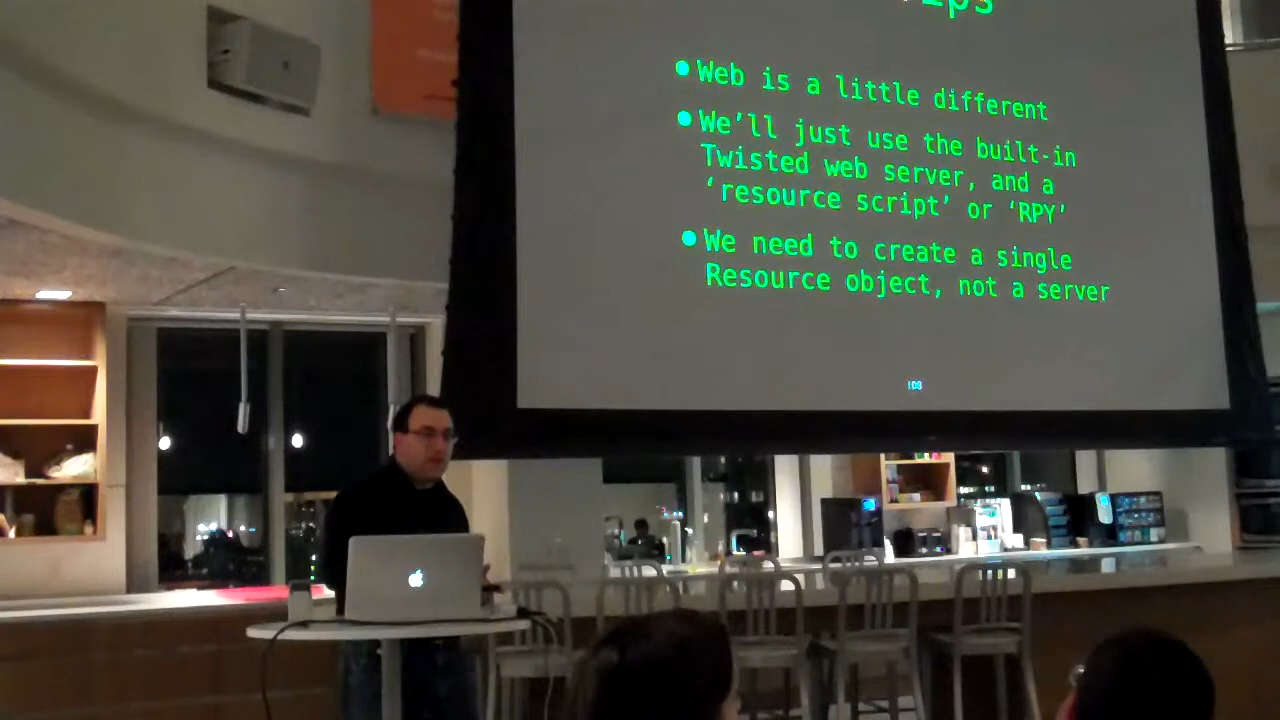 ● Web is a little different
● We'll just use the built-in
Twisted web server, and a
‘resource script’ or ‘RPY’
● We need to create a single
Resource object, not a server